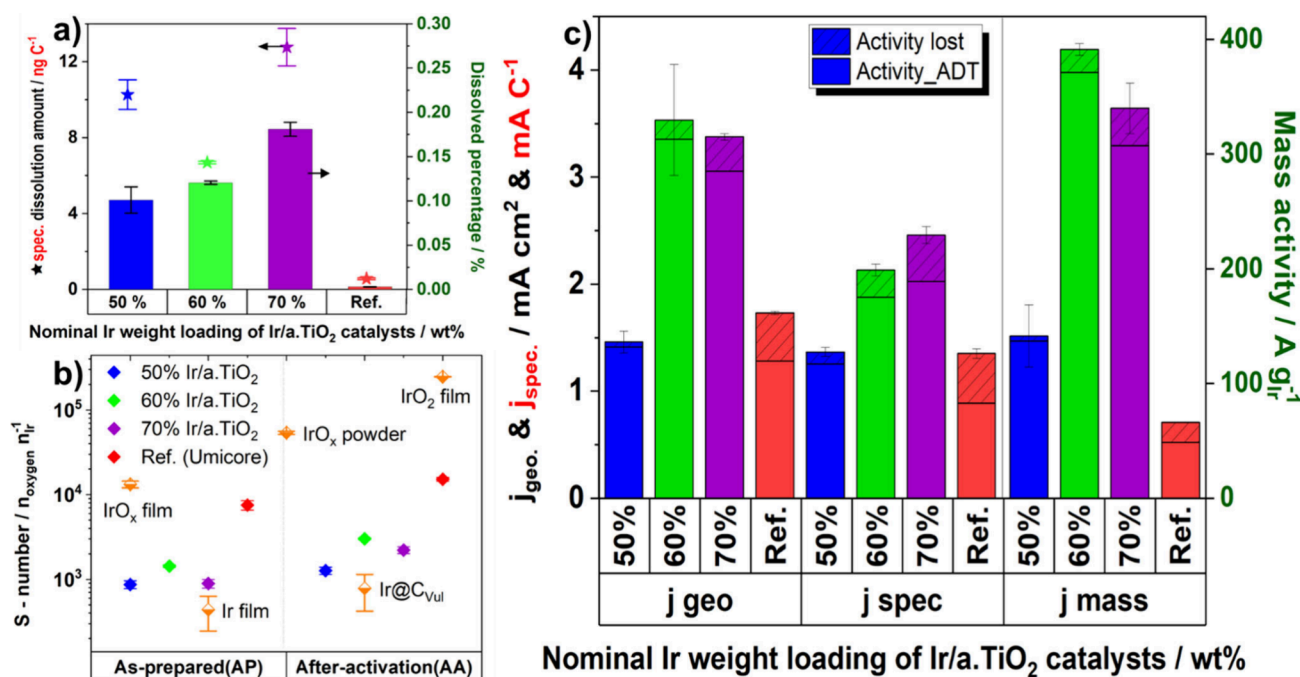 a)
★spec. dissolution amount / ng C⁻¹
12
8
4
0
0.30
0.25
0.20
0.15
0.10
0.05
0.00
Dissolved percentage / %
50 %
60 %
70 %
Ref.
Nominal Ir weight loading of Ir/a.TiO₂ catalysts / wt%
b)
S - number / n_oxygen n_Ir⁻¹
10⁵
10⁴
10³
50% Ir/a.TiO₂
60% Ir/a.TiO₂
70% Ir/a.TiO₂
Ref. (Umicore)
IrO₂ film
IrOₓ powder
IrOₓ film
Ir film
Ir@C_Vul
As-prepared(AP)
After-activation(AA)
c)
j_geo. & j_spec. / mA cm² & mA C⁻¹
4
3
2
1
0
Activity lost
Activity_ADT
400
300
200
100
0
Mass activity / A g_Ir⁻¹
50%
60%
70%
Ref.
50%
60%
70%
Ref.
50%
60%
70%
Ref.
j geo
j spec
j mass
Nominal Ir weight loading of Ir/a.TiO₂ catalysts / wt%